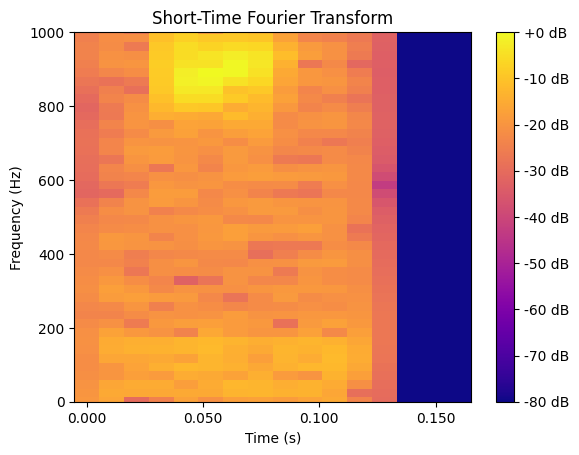 Short-Time Fourier Transform
Frequency (Hz)
1000
800
600
400
200
0
0.000
0.050
0.100
0.150
Time (s)
+0 dB
-10 dB
-20 dB
-30 dB
-40 dB
-50 dB
-60 dB
-70 dB
-80 dB